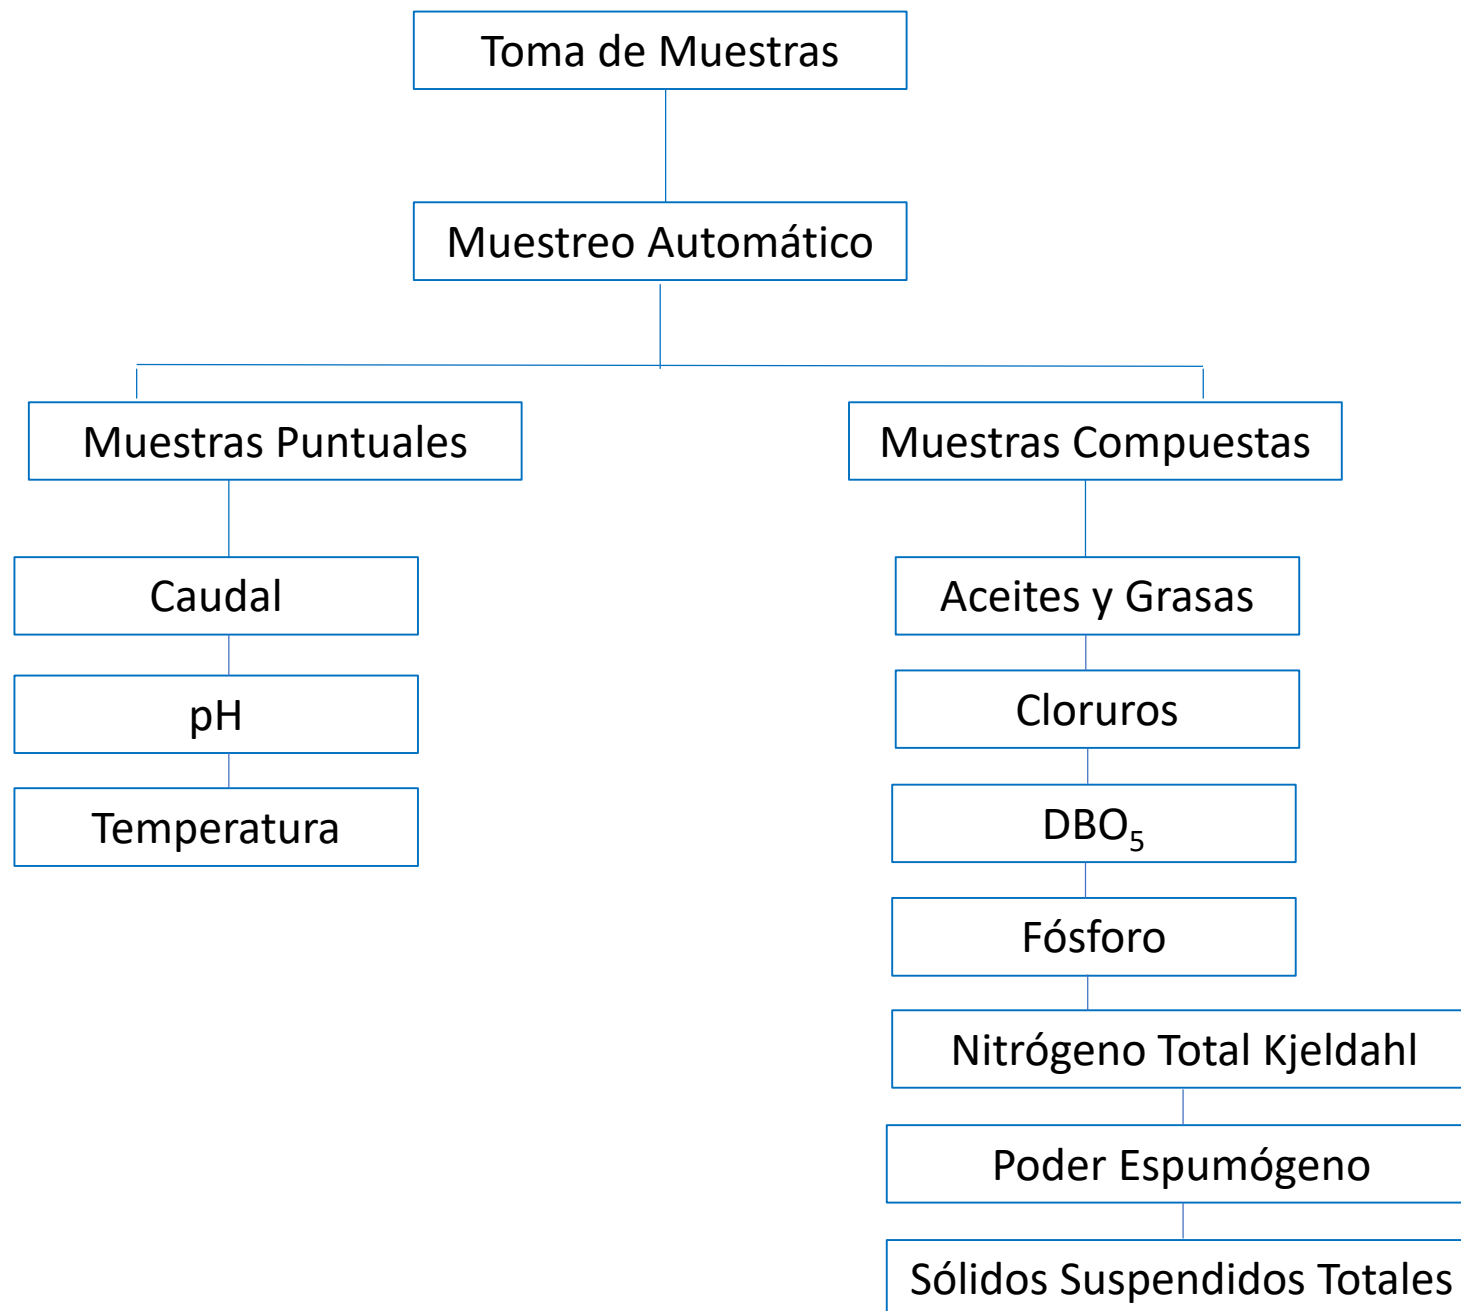 Toma de Muestras
Muestreo Automático
Muestras Puntuales
Muestras Compuestas
Caudal
pH
Temperatura
Aceites y Grasas
Cloruros
DBO₅
Fósforo
Nitrógeno Total Kjeldahl
Poder Espumógeno
Sólidos Suspendidos Totales